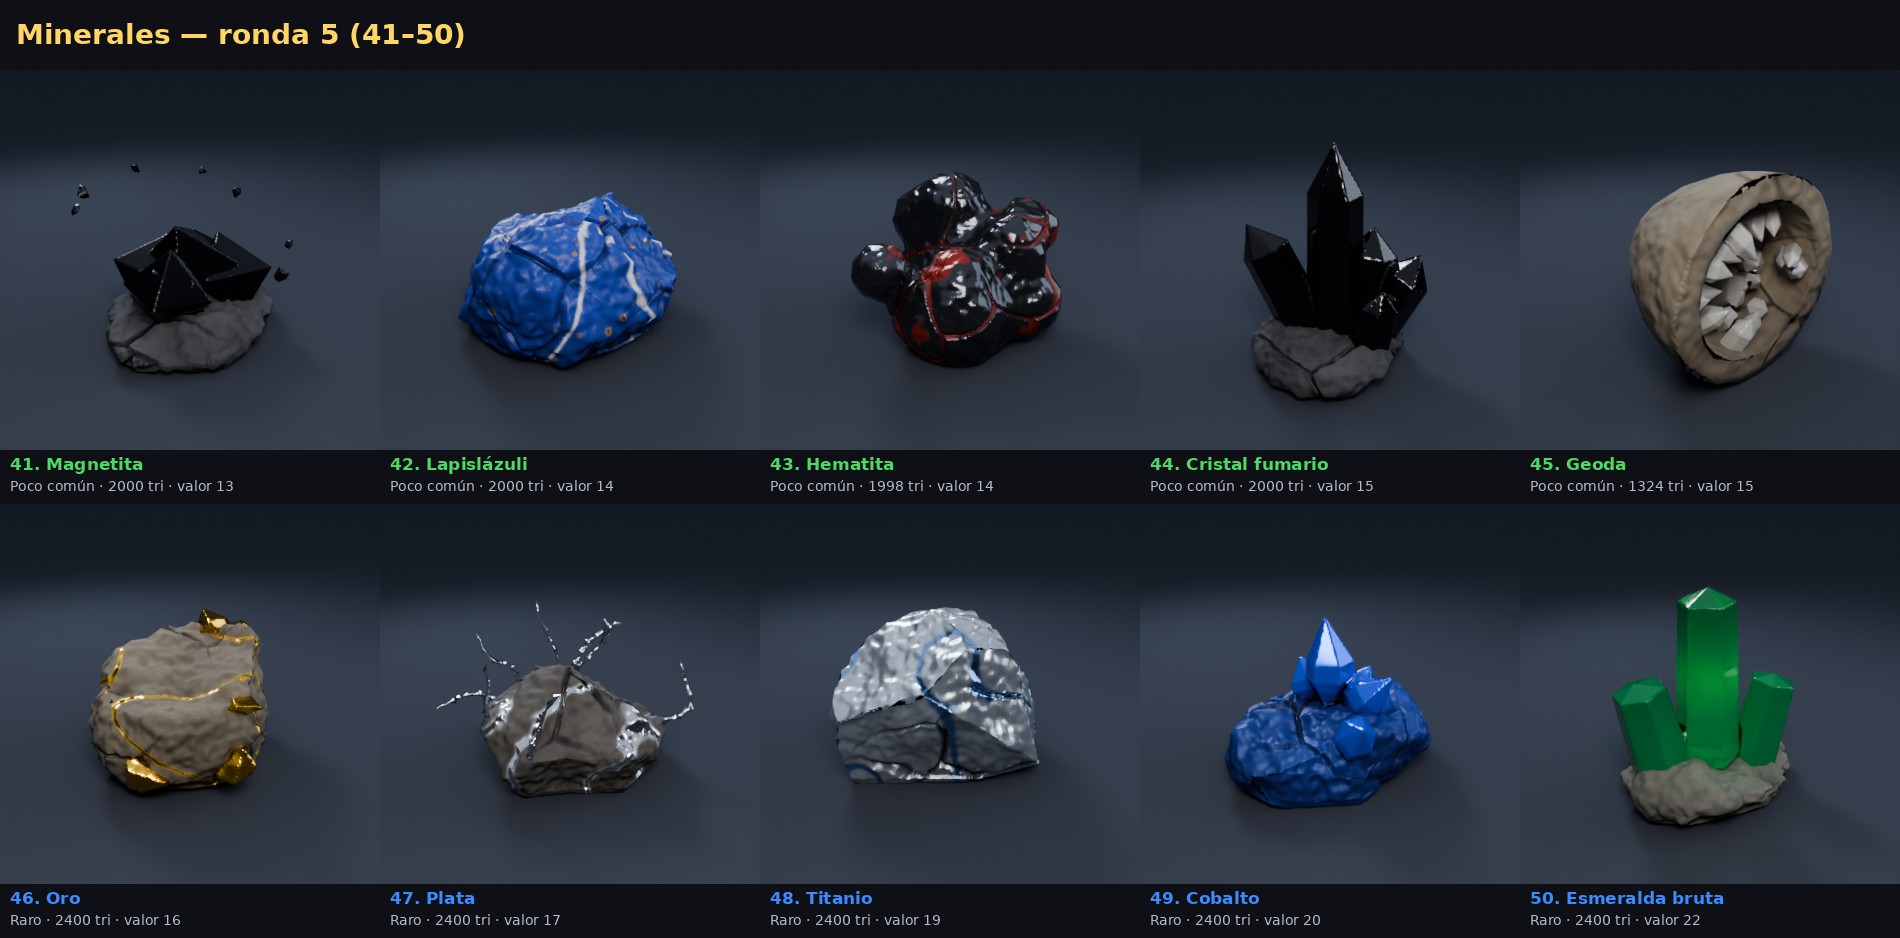 Minerales — ronda 5 (41–50)
41. Magnetita
Poco común · 2000 tri · valor 13
42. Lapislázuli
Poco común · 2000 tri · valor 14
43. Hematita
Poco común · 1998 tri · valor 14
44. Cristal fumario
Poco común · 2000 tri · valor 15
45. Geoda
Poco común · 1324 tri · valor 15
46. Oro
Raro · 2400 tri · valor 16
47. Plata
Raro · 2400 tri · valor 17
48. Titanio
Raro · 2400 tri · valor 19
49. Cobalto
Raro · 2400 tri · valor 20
50. Esmeralda bruta
Raro · 2400 tri · valor 22